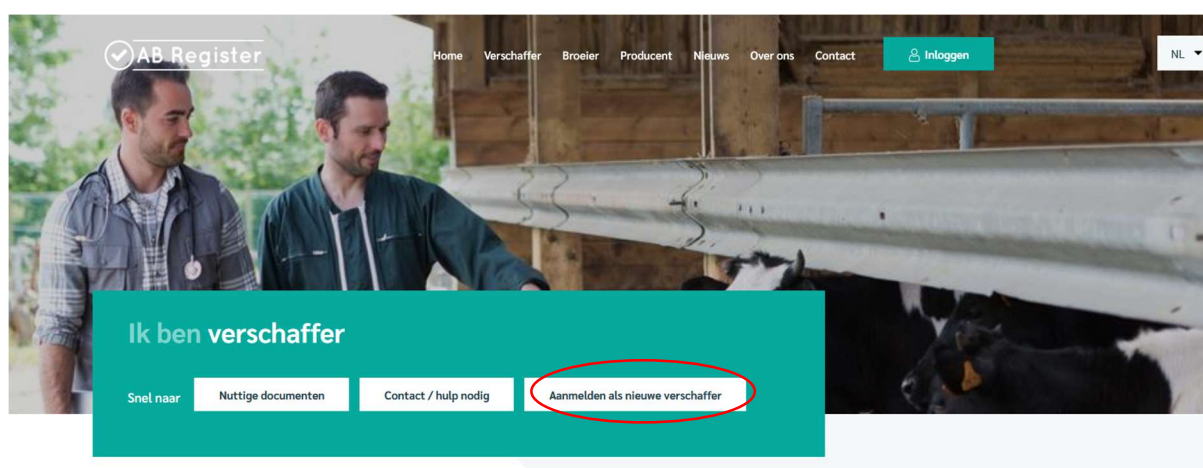 AB Register
Home Verschaffer Broeier Producent Nieuws Over ons Contact Inloggen NL
Ik ben verschaffer
Snel naar Nuttige documenten Contact / hulp nodig Aanmelden als nieuwe verschaffer